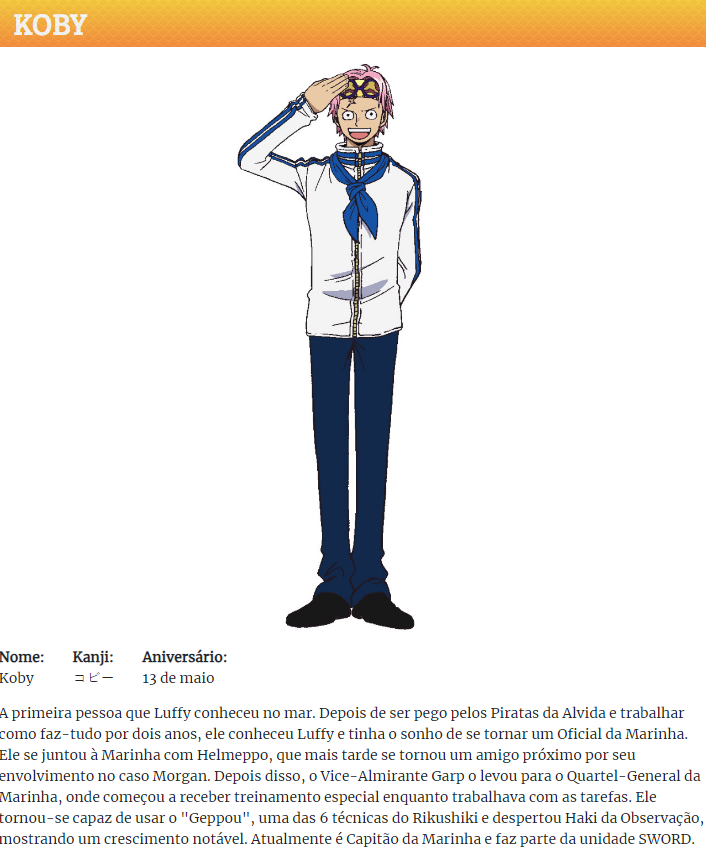 KOBY
Nome: Kanji: Aniversário:
Koby コビー 13 de maio
A primeira pessoa que Luffy conheceu no mar. Depois de ser pego pelos Piratas da Alvida e trabalhar
como faz-tudo por dois anos, ele conheceu Luffy e tinha o sonho de se tornar um Oficial da Marinha.
Ele se juntou à Marinha com Helmeppo, que mais tarde se tornou um amigo próximo por seu
envolvimento no caso Morgan. Depois disso, o Vice-Almirante Garp o levou para o Quartel-General da
Marinha, onde começou a receber treinamento especial enquanto trabalhava com as tarefas. Ele
tornou-se capaz de usar o "Geppou", uma das 6 técnicas do Rikushiki e despertou Haki da Observação,
mostrando um crescimento notável. Atualmente é Capitão da Marinha e faz parte da unidade SWORD.